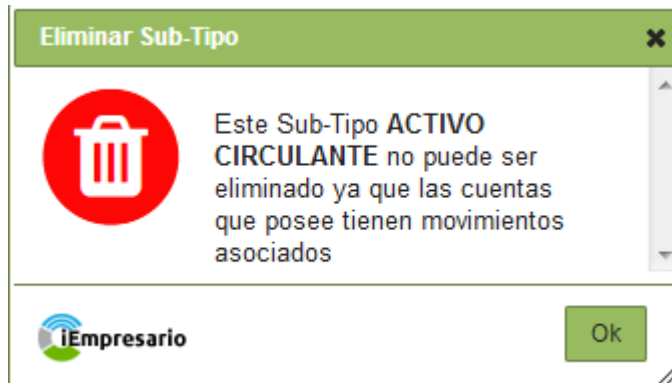 Eliminar Sub-Tipo
Este Sub-Tipo ACTIVO
CIRCULANTE no puede ser
eliminado ya que las cuentas
que posee tienen movimientos
asociados
iEmpresario
Ok